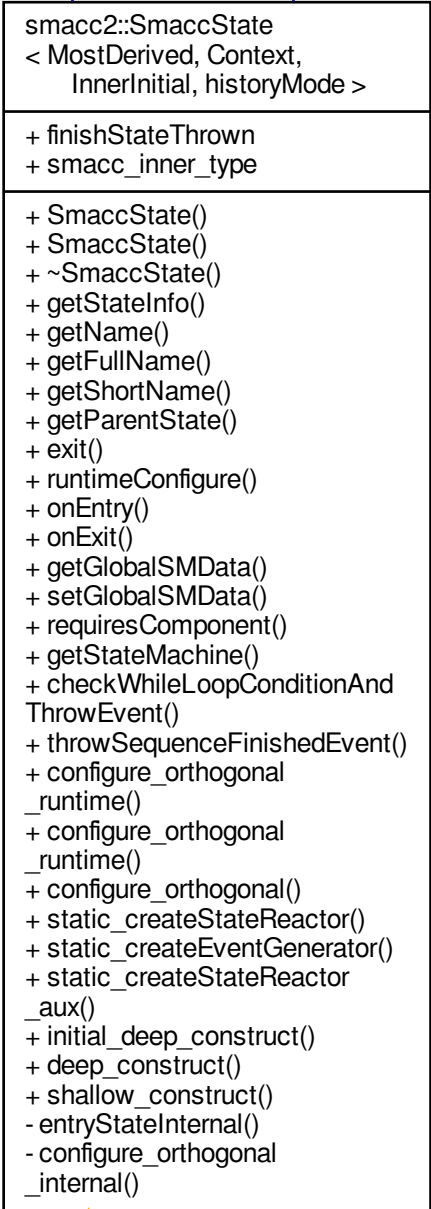 smacc2::SmaccState
< MostDerived, Context,
InnerInitial, historyMode >
+ finishStateThrown
+ smacc_inner_type
+ SmaccState()
+ SmaccState()
+ ~SmaccState()
+ getStateInfo()
+ getName()
+ getFullName()
+ getShortName()
+ getParentState()
+ exit()
+ runtimeConfigure()
+ onEntry()
+ onExit()
+ getGlobalSMData()
+ setGlobalSMData()
+ requiresComponent()
+ getStateMachine()
+ checkWhileLoopConditionAnd
ThrowEvent()
+ throwSequenceFinishedEvent()
+ configure_orthogonal
_runtime()
+ configure_orthogonal
_runtime()
+ configure_orthogonal()
+ static_createStateReactor()
+ static_createEventGenerator()
+ static_createStateReactor
_aux()
+ initial_deep_construct()
+ deep_construct()
+ shallow_construct()
- entryStateInternal()
- configure_orthogonal
_internal()